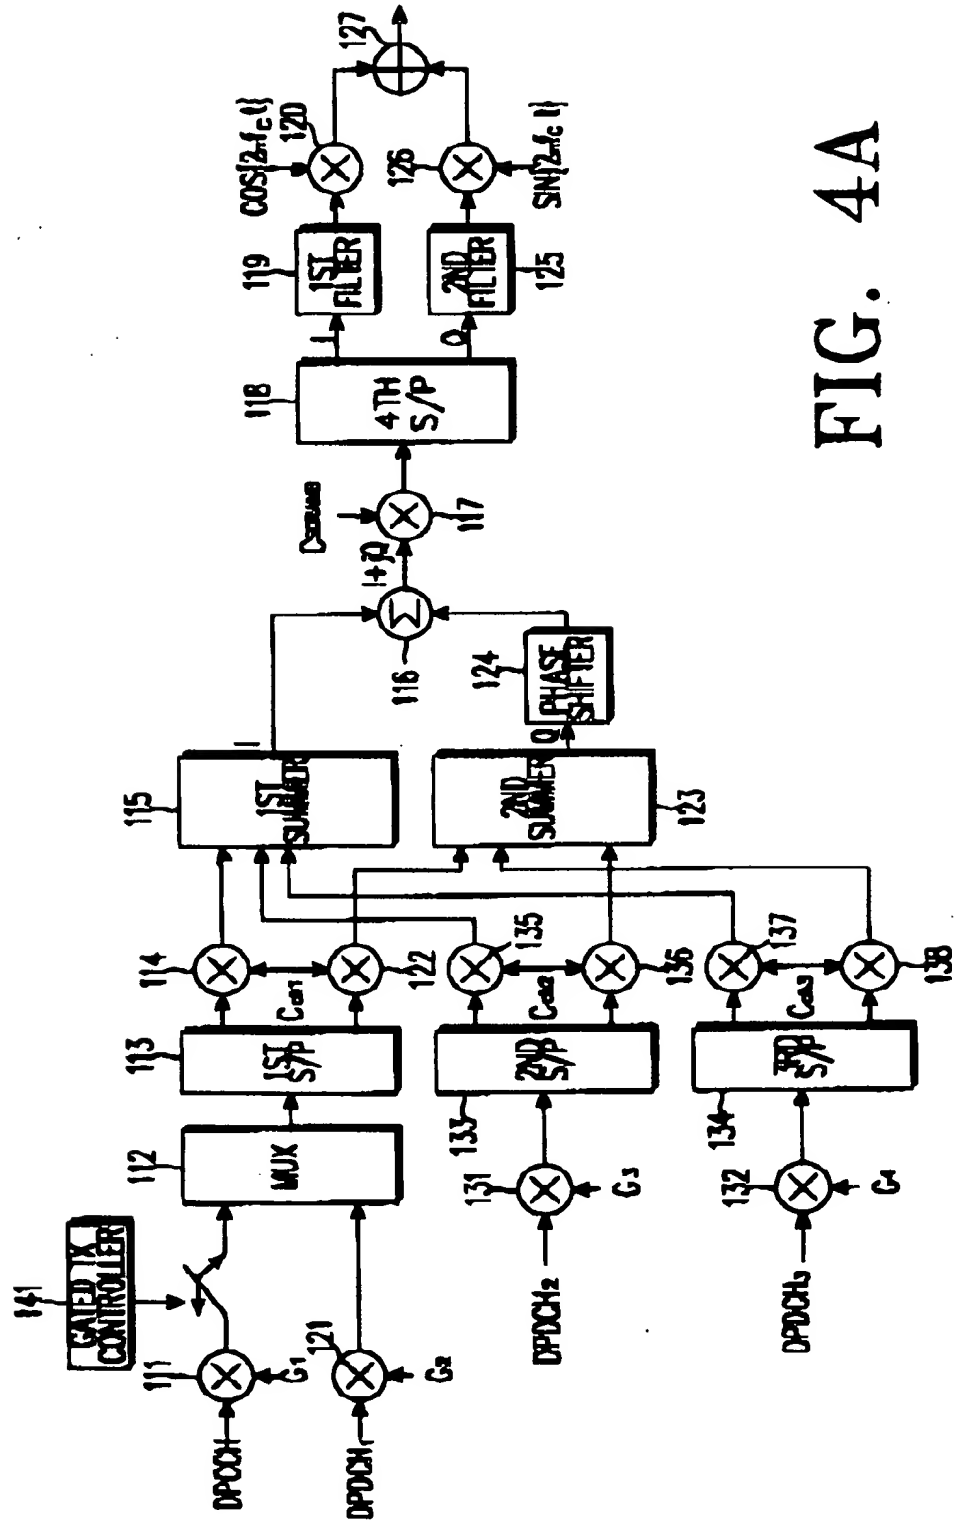 141
GATED TX
CONTROLLER
DPCCH
111
G1
DPDCH1
121
G2
112
MUX
113
1ST
S/P
114
Cch1
122
115
1ST
I
DPDCH2
131
G3
133
2ND
S/P
135
Cch2
136
123
2ND
SUMMER
Q
124
PHASE
SHIFTER
DPDCH3
132
G4
134
3RD
S/P
137
Cch3
138
116
Σ
I+jQ
CSCRAMB
117
118
4TH
S/P
I
Q
119
1ST
FILTER
2ND
FILTER
125
COS{2πfc t}
120
126
SIN{2πfc t}
127
FIG. 4A